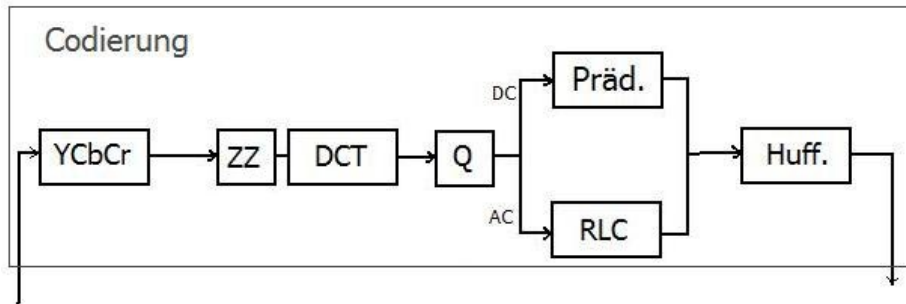 Codierung
YCbCr
ZZ
DCT
Q
DC
Präd.
AC
RLC
Huff.